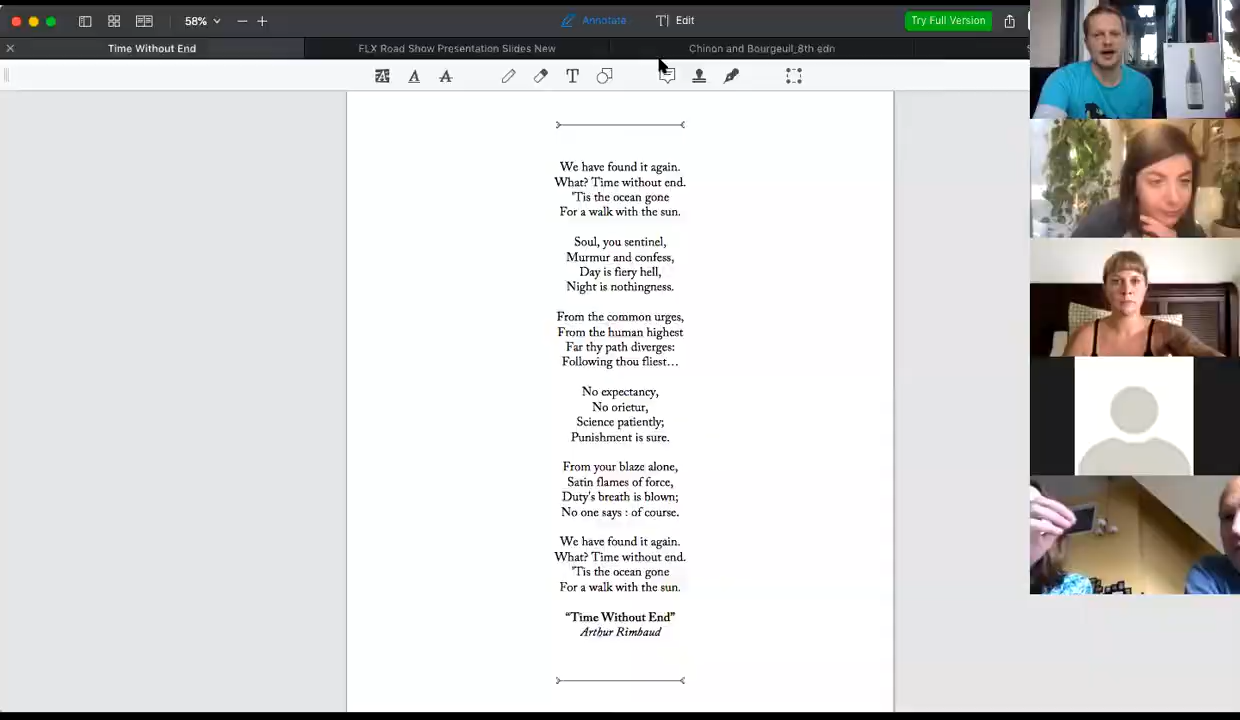 58%
Annotate
Edit
Try Full Version
Time Without End
FLX Road Show Presentation Slides New
Chinon and Bourgeuil_8th edn
We have found it again.
What? Time without end.
'Tis the ocean gone
For a walk with the sun.
Soul, you sentinel,
Murmur and confess,
Day is fiery hell,
Night is nothingness.
From the common urges,
From the human highest
Far thy path diverges:
Following thou fliest…
No expectancy,
No orietur,
Science patiently;
Punishment is sure.
From your blaze alone,
Satin flames of force,
Duty's breath is blown;
No one says : of course.
We have found it again.
What? Time without end.
'Tis the ocean gone
For a walk with the sun.
“Time Without End”
Arthur Rimbaud